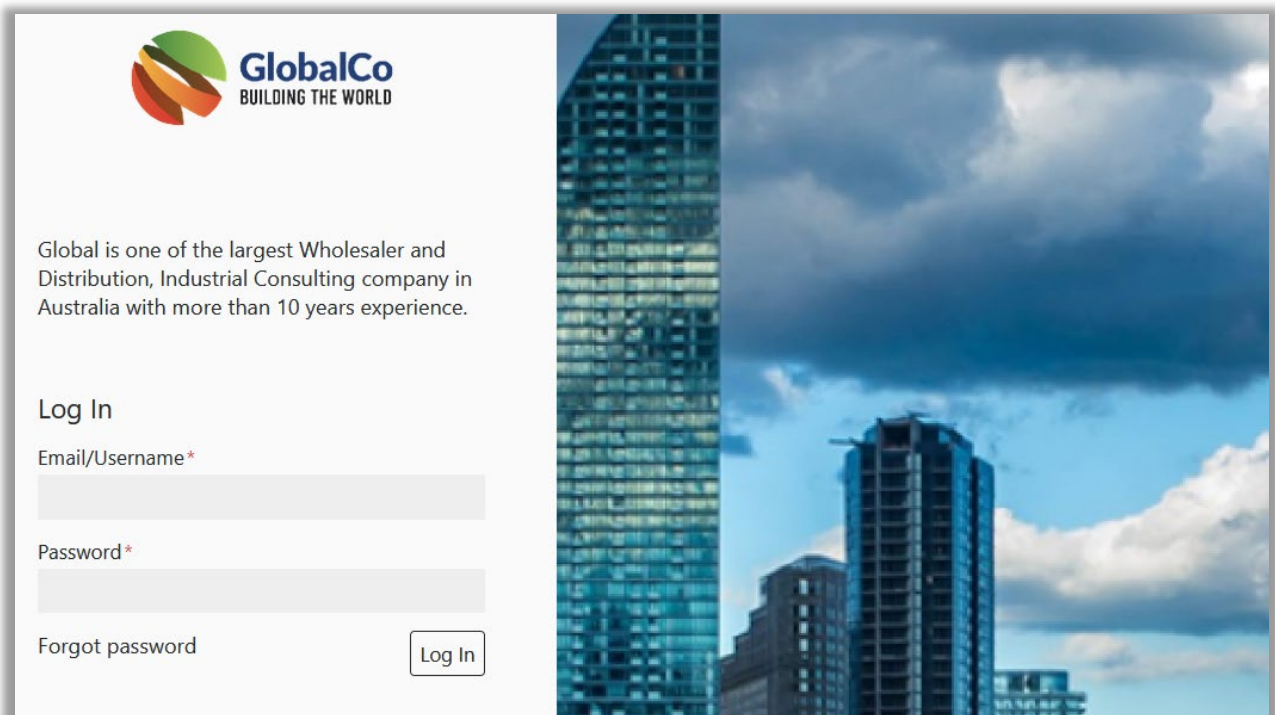 GlobalCo
BUILDING THE WORLD
Global is one of the largest Wholesaler and
Distribution, Industrial Consulting company in
Australia with more than 10 years experience.
Log In
Email/Username*
Password*
Forgot password
Log In